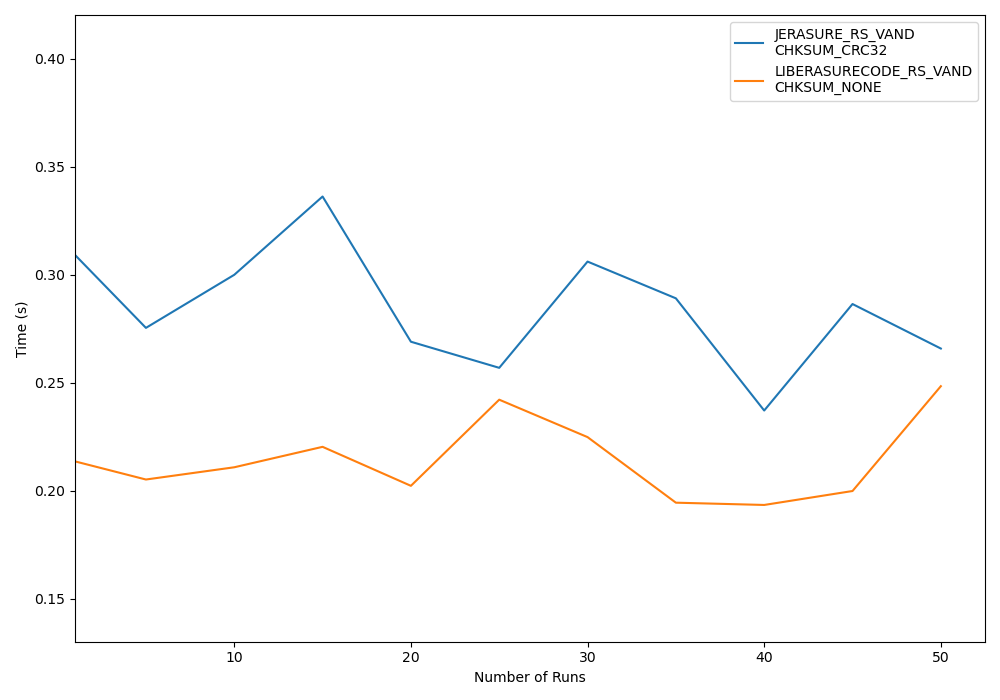 JERASURE_RS_VAND
CHKSUM_CRC32
LIBERASURECODE_RS_VAND
CHKSUM_NONE
0.40
0.35
0.30
0.25
0.20
0.15
Time (s)
10 20 30 40 50
Number of Runs